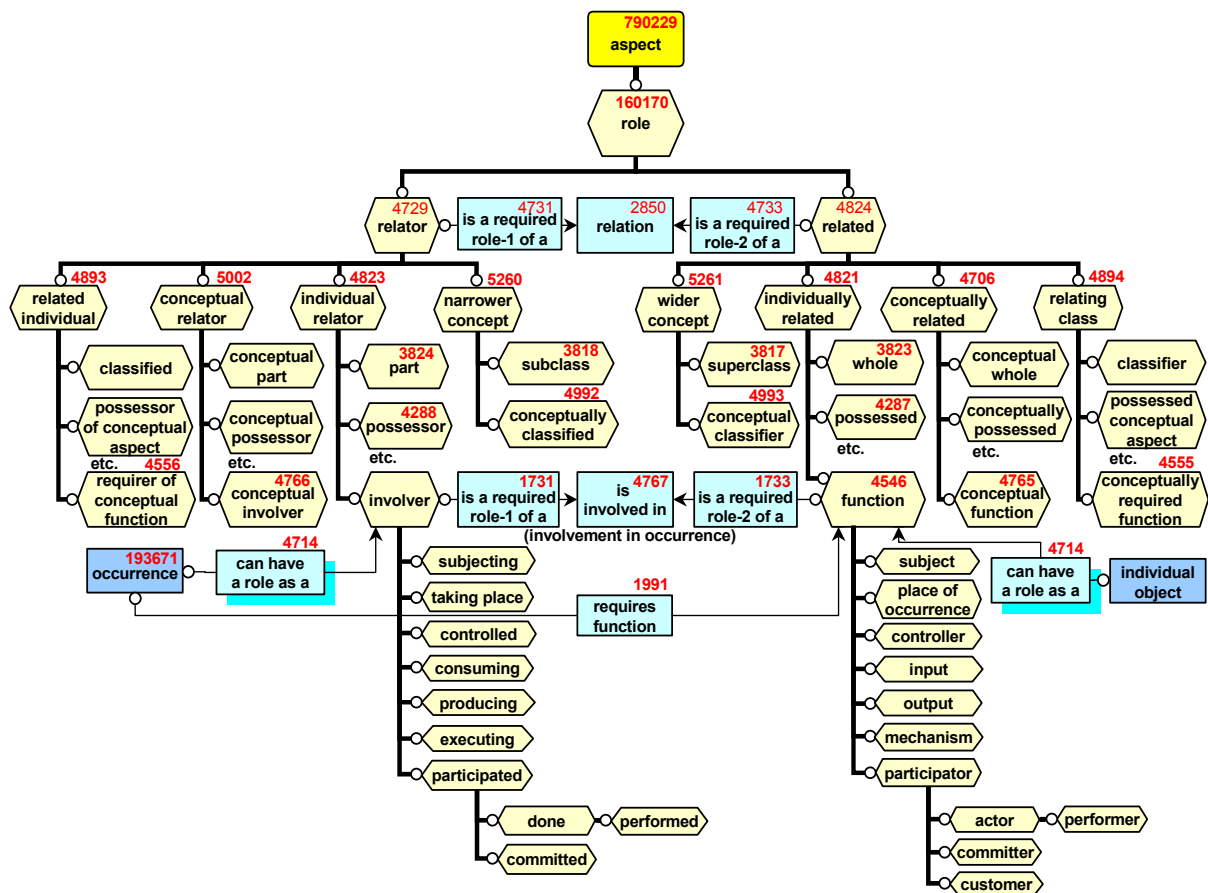 790229
aspect
160170
role
4729
relator
4731
is a required
role-1 of a
2850
relation
4733
is a required
role-2 of a
4824
related
4893
related
individual
5002
conceptual
relator
4823
individual
relator
5260
narrower
concept
5261
wider
concept
4821
individually
related
4706
conceptually
related
4894
relating
class
classified
possessor
of conceptual
aspect
etc.
4556
requirer of
conceptual
function
conceptual
part
conceptual
possessor
etc.
4766
conceptual
involver
3824
part
4288
possessor
etc.
involver
3818
subclass
4992
conceptually
classified
3817
superclass
4993
conceptual
classifier
3823
whole
4287
possessed
etc.
4546
function
conceptual
whole
conceptually
possessed
etc.
4765
conceptual
function
classifier
possessed
conceptual
aspect
etc.
4555
conceptually
required
function
1731
is a required
role-1 of a
4767
is
involved in
1733
is a required
role-2 of a
(involvement in occurrence)
193671
occurrence
4714
can have
a role as a
1991
requires
function
4714
can have
a role as a
individual
object
subjecting
taking place
controlled
consuming
producing
executing
participated
done
performed
committed
subject
place of
occurrence
controller
input
output
mechanism
participator
actor
performer
committer
customer